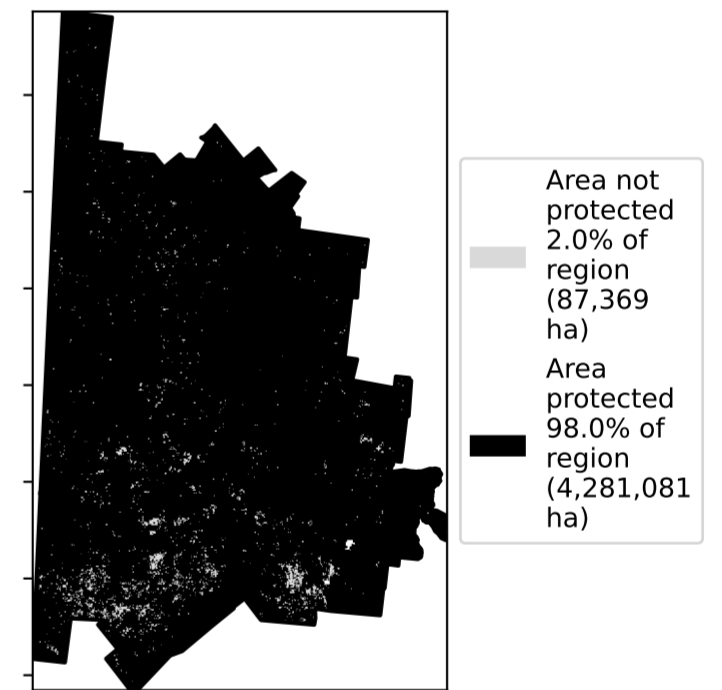 Area not
protected
2.0% of
region
(87,369
ha)
Area
protected
98.0% of
region
(4,281,081
ha)